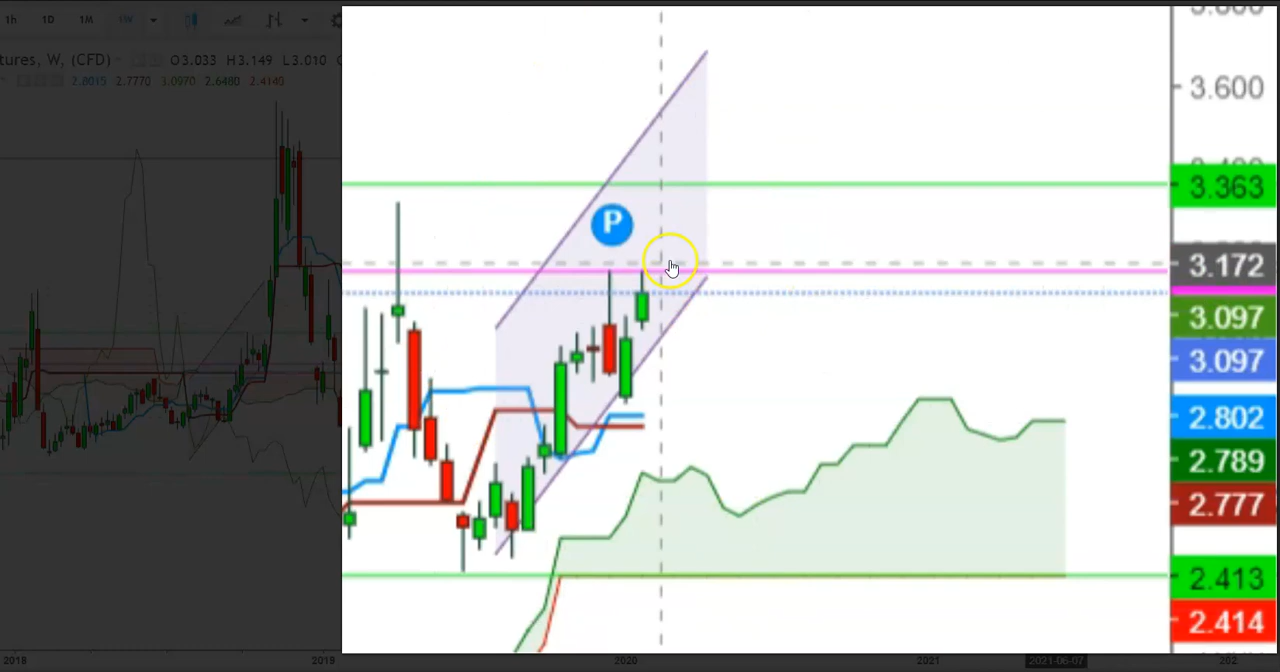 1h 1D 1M 1W
tures, W, (CFD) O3.033 H3.149 L3.010
2.8015 2.7770 3.0970 2.6480 2.4140
P
3.600
3.363
3.172
3.097
3.097
2.802
2.789
2.777
2.413
2.414
2018 2019 2020 2021 2021-06-07 202